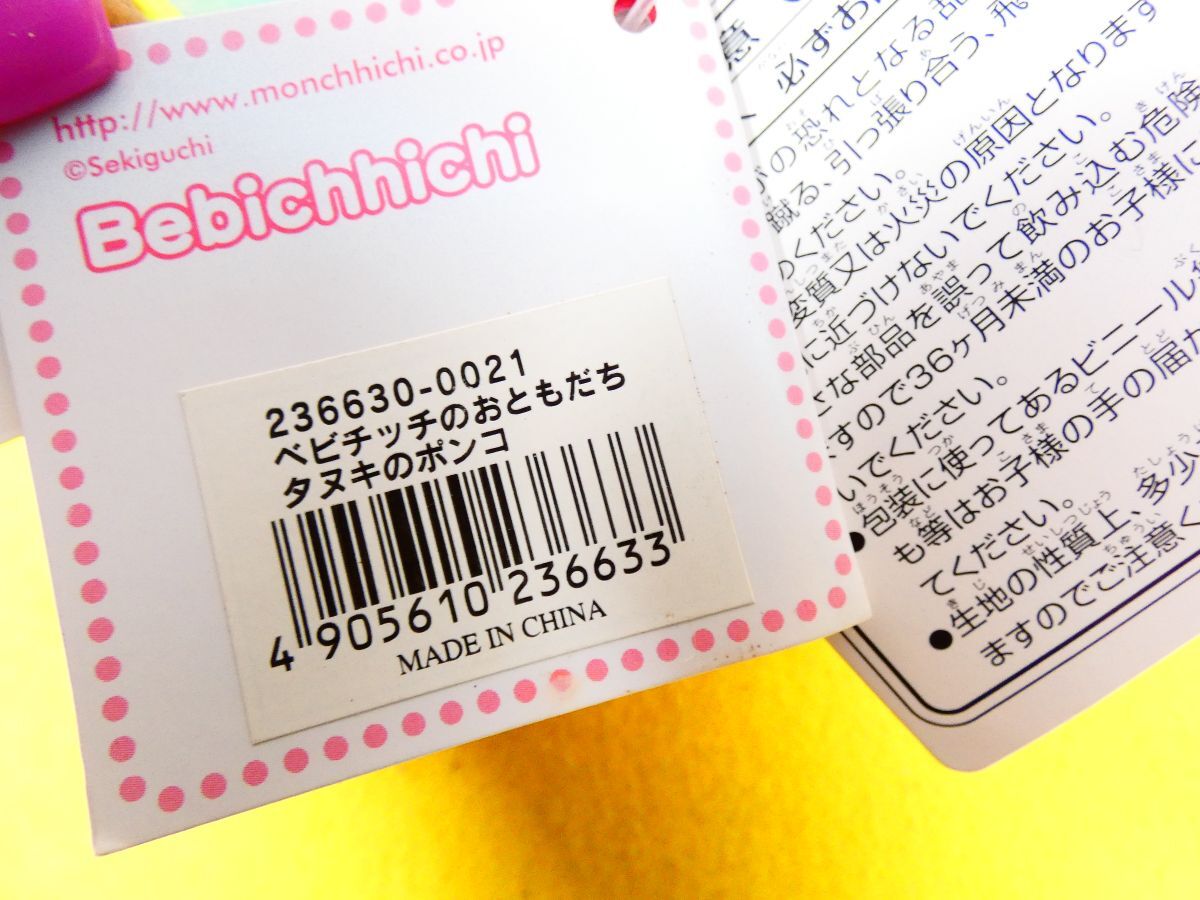 http://www.monchhichi.co.jp
©Sekiguchi
Bebichhichi
236630-0021
ベビチッチのおともだち
タヌキのポンコ
4 905610 236633
MADE IN CHINA
意
必ずお
の恐れとなる
蹴る、引っ張り合う、飛
ください。
変質又は火災の原因となります
に近づけないでください。
な部品を誤って飲み込む危険
ますので36ヶ月未満のお子様に
いでください。
●包装に使ってあるビニール
も等はお子様の手の届
てください。
●生地の性質上、多少
ますのでご注意く